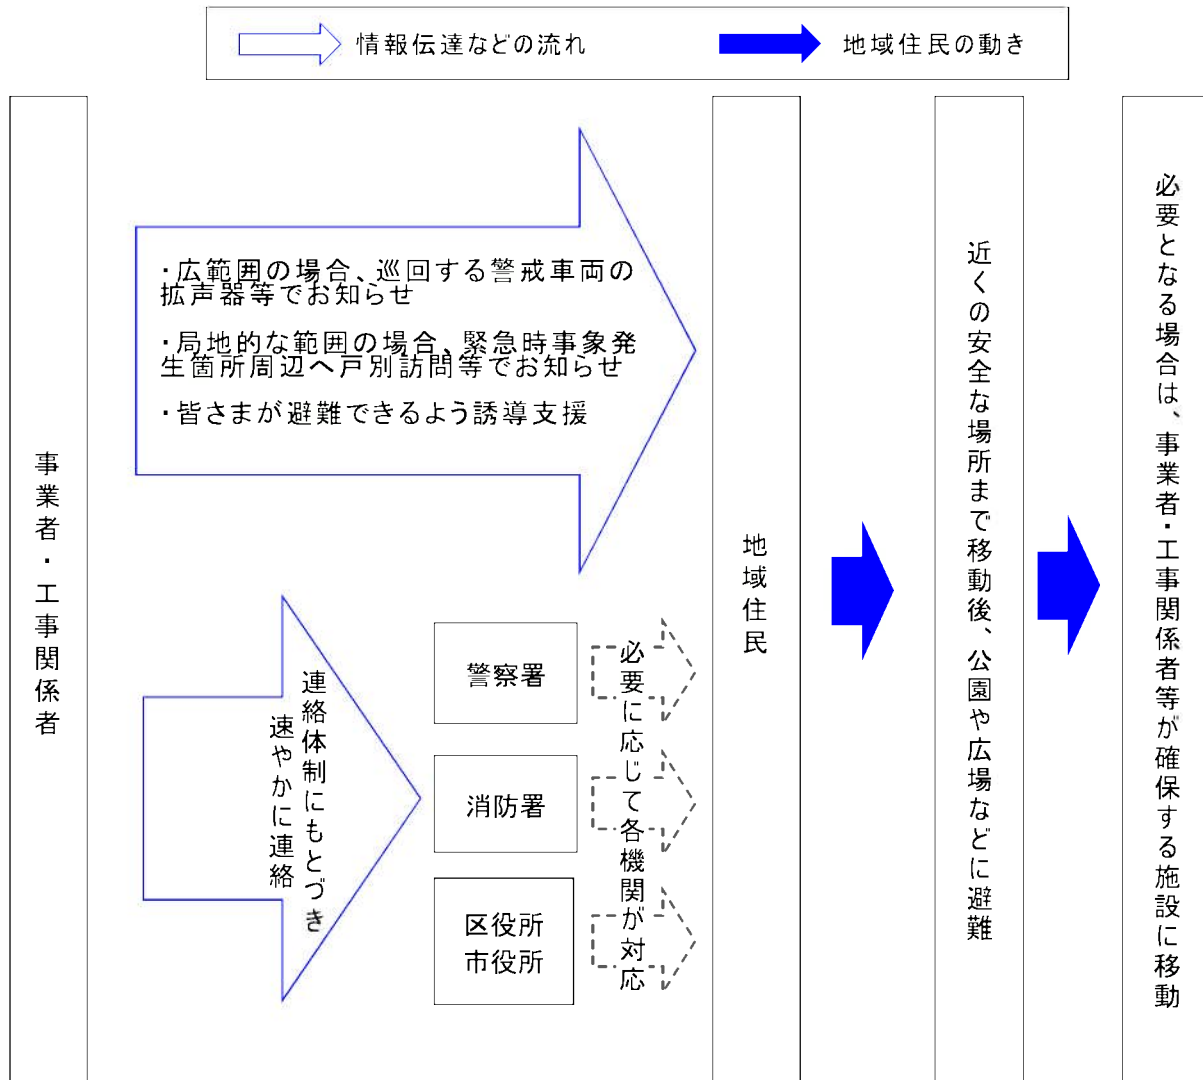 情報伝達などの流れ
地域住民の動き
事業者・工事関係者
・広範囲の場合、巡回する警戒車両の
拡声器等でお知らせ
・局地的な範囲の場合、緊急時事象発
生箇所周辺へ戸別訪問等でお知らせ
・皆さまが避難できるよう誘導支援
連絡体制にもとづき
速やかに連絡
警察署
消防署
区役所
市役所
必要に応じて各機関が対応
地域住民
近くの安全な場所まで移動後、公園や広場などに避難
必要となる場合は、事業者・工事関係者等が確保する施設に移動